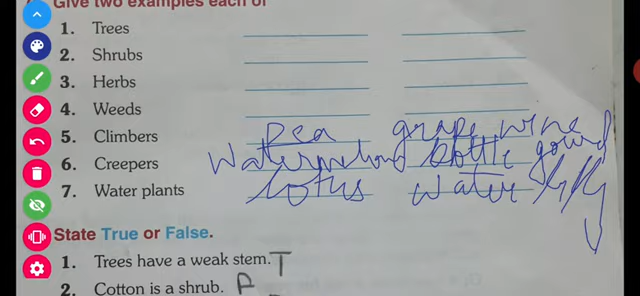 Give two examples each of
1. Trees
2. Shrubs
3. Herbs
4. Weeds
5. Climbers pea grape wine
6. Creepers Watermelond bottle gourd
7. Water plants lotus water lily
State True or False.
1. Trees have a weak stem. T
2. Cotton is a shrub. F